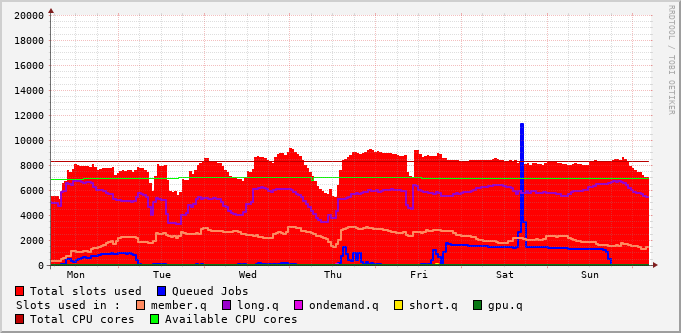 RRDTOOL / TOBI OETIKER
20000
18000
16000
14000
12000
10000
8000
6000
4000
2000
0
Mon Tue Wed Thu Fri Sat Sun
Total slots used Queued Jobs
Slots used in : member.q long.q ondemand.q short.q gpu.q
Total CPU cores Available CPU cores